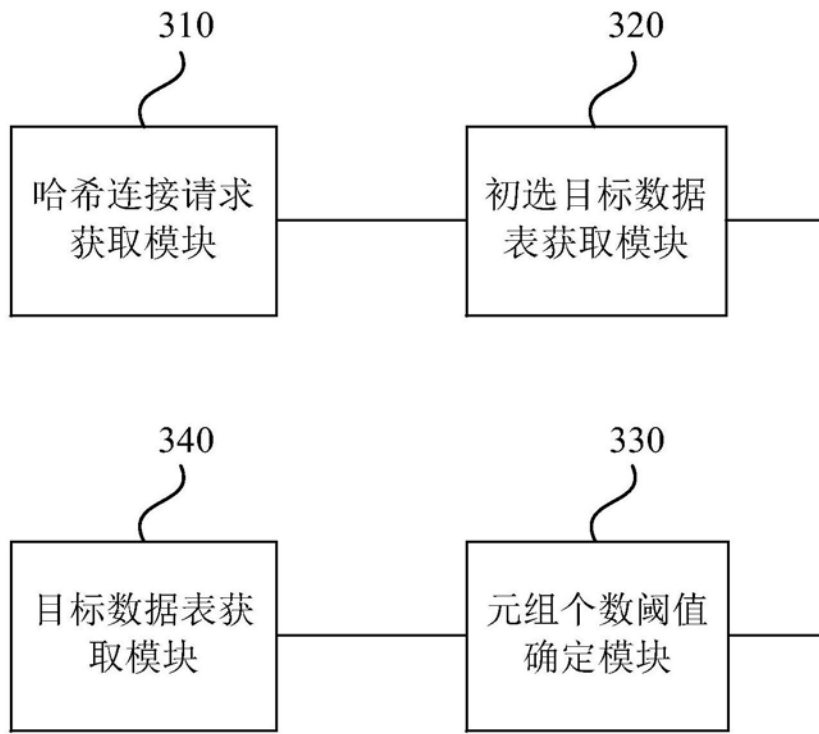 310
320
哈希连接请求
获取模块
初选目标数据
表获取模块
340
330
目标数据表获
取模块
元组个数阈值
确定模块